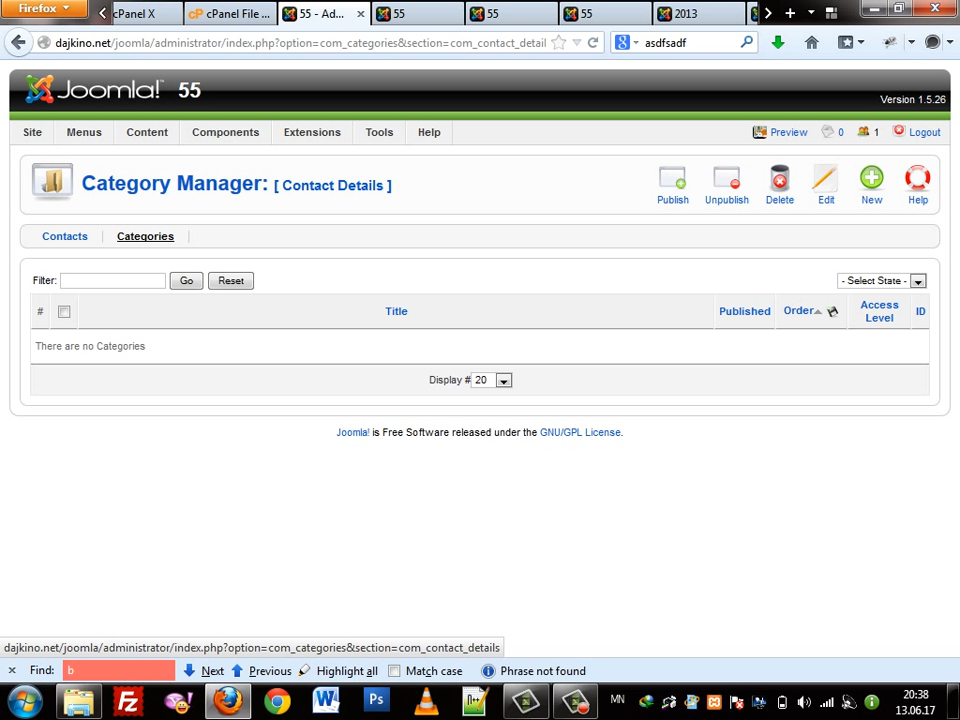 Firefox
cPanel X
cP cPanel File ...
55 - Ad...
55
55
55
2013
dajkino.net/joomla/administrator/index.php?option=com_categories&section=com_contact_detail
asdfsadf
Joomla! 55
Version 1.5.26
Site Menus Content Components Extensions Tools Help
Preview 0 1 Logout
Category Manager: [ Contact Details ]
Publish Unpublish Delete Edit New Help
Contacts Categories
Filter: Go Reset - Select State -
# Title Published Order Access Level ID
There are no Categories
Display # 20
Joomla! is Free Software released under the GNU/GPL License.
dajkino.net/joomla/administrator/index.php?option=com_categories&section=com_contact_details
Find: b Next Previous Highlight all Match case Phrase not found
MN
20:38
13.06.17